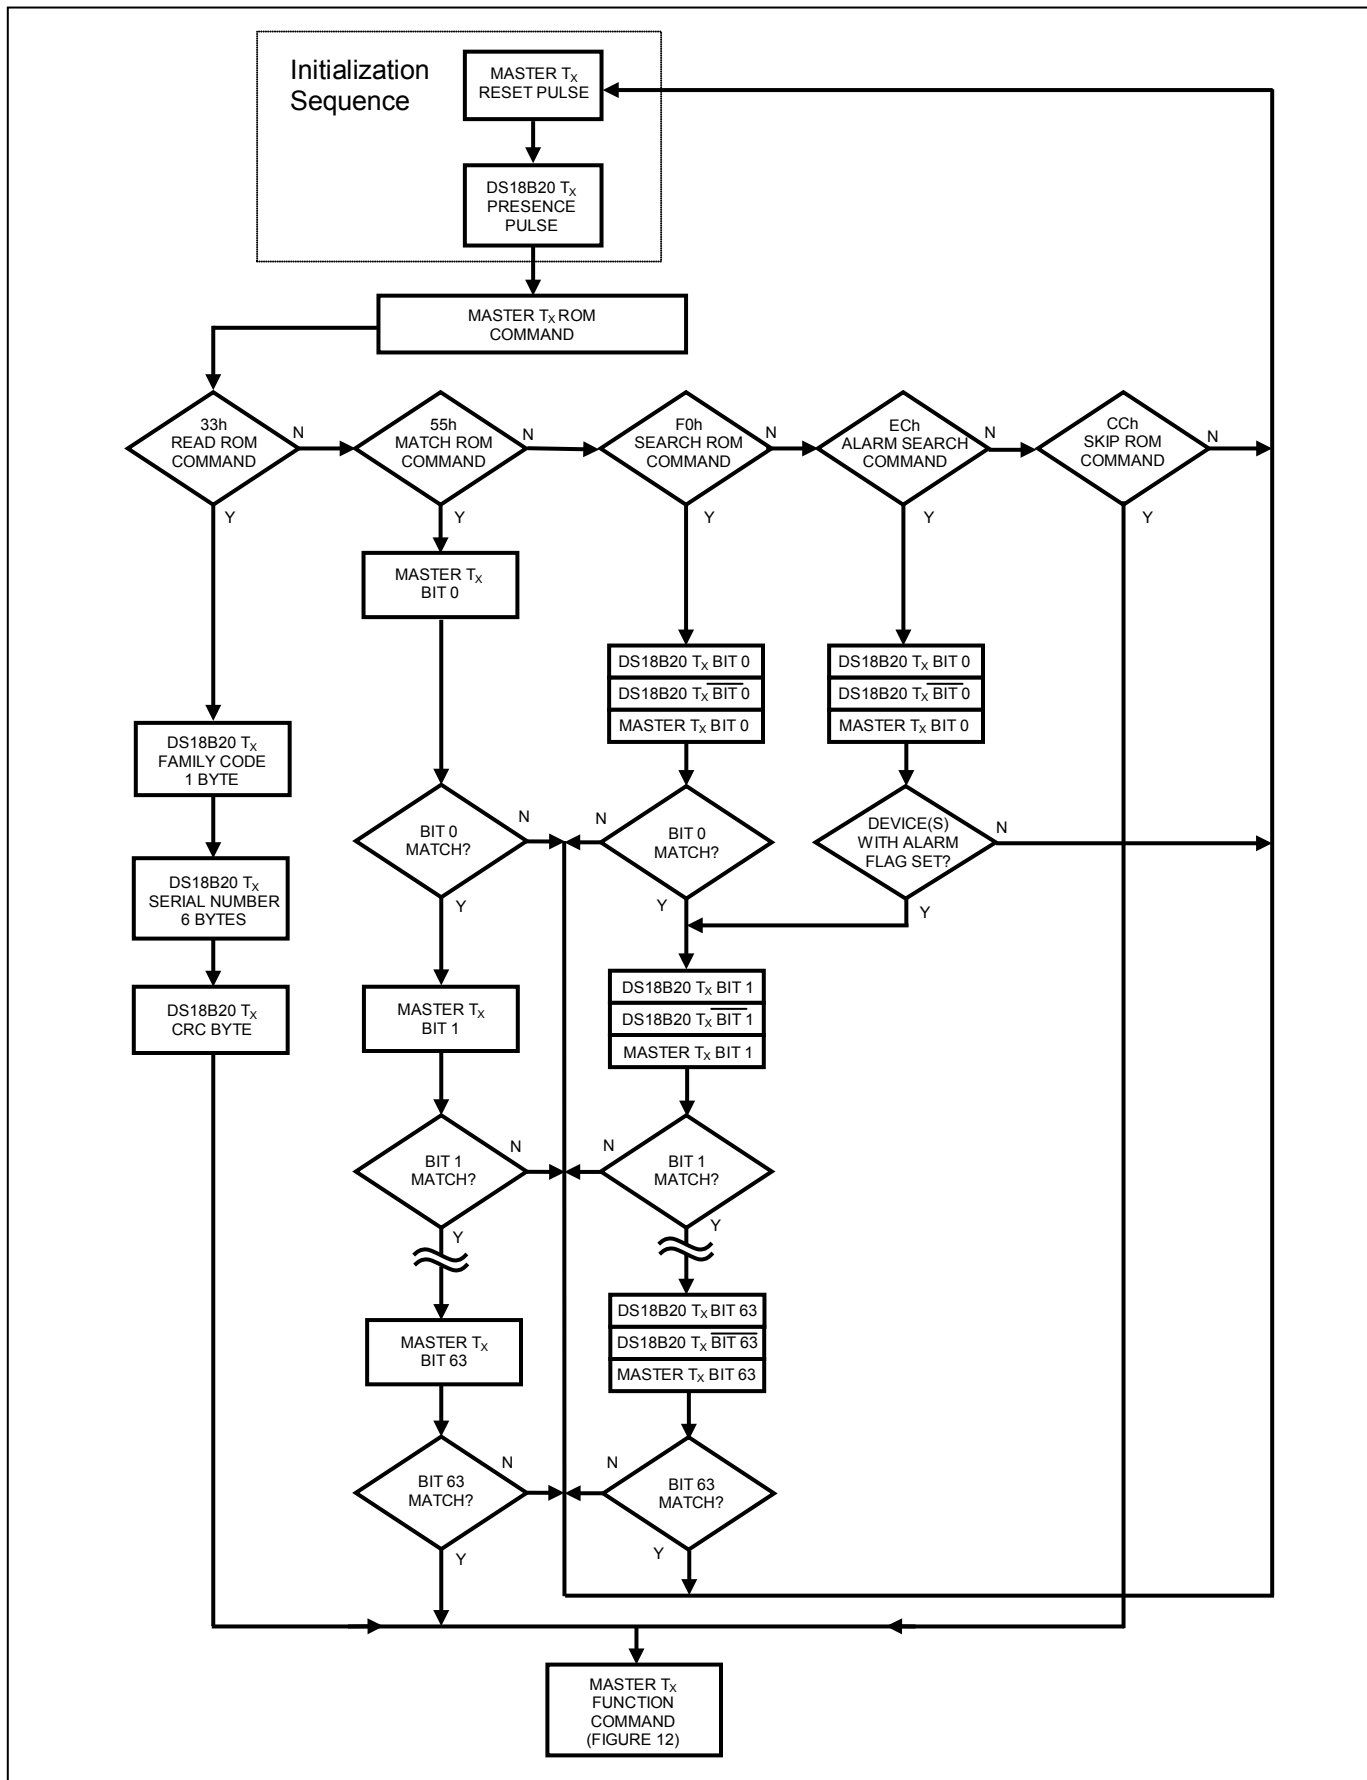 Initialization
Sequence
MASTER TX
RESET PULSE
DS18B20 TX
PRESENCE
PULSE
MASTER TX ROM
COMMAND
33h
READ ROM
COMMAND
N
Y
55h
MATCH ROM
COMMAND
N
Y
F0h
SEARCH ROM
COMMAND
N
Y
ECh
ALARM SEARCH
COMMAND
N
Y
CCh
SKIP ROM
COMMAND
N
Y
MASTER TX
BIT 0
DS18B20 TX BIT 0
DS18B20 TX B̅I̅T̅ ̅0̅
MASTER TX BIT 0
DS18B20 TX BIT 0
DS18B20 TX B̅I̅T̅ ̅0̅
MASTER TX BIT 0
DS18B20 TX
FAMILY CODE
1 BYTE
BIT 0
MATCH?
N
Y
N
BIT 0
MATCH?
Y
DEVICE(S)
WITH ALARM
FLAG SET?
N
Y
DS18B20 TX
SERIAL NUMBER
6 BYTES
DS18B20 TX
CRC BYTE
MASTER TX
BIT 1
DS18B20 TX BIT 1
DS18B20 TX B̅I̅T̅ ̅1̅
MASTER TX BIT 1
BIT 1
MATCH?
N
Y
N
BIT 1
MATCH?
Y
MASTER TX
BIT 63
DS18B20 TX BIT 63
DS18B20 TX B̅I̅T̅ ̅6̅3̅
MASTER TX BIT 63
BIT 63
MATCH?
N
Y
N
BIT 63
MATCH?
Y
MASTER TX
FUNCTION
COMMAND
(FIGURE 12)